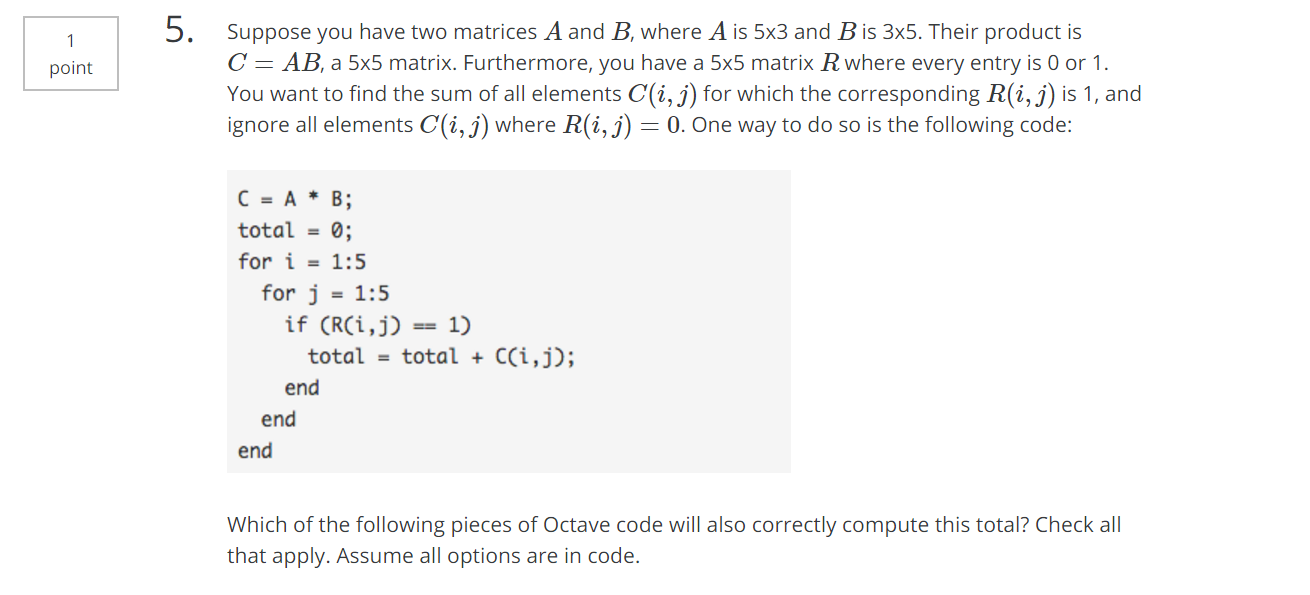 1
point
5.
Suppose you have two matrices A and B, where A is 5x3 and B is 3x5. Their product is
C = AB, a 5x5 matrix. Furthermore, you have a 5x5 matrix R where every entry is 0 or 1.
You want to find the sum of all elements C(i, j) for which the corresponding R(i, j) is 1, and
ignore all elements C(i, j) where R(i, j) = 0. One way to do so is the following code:
C = A * B;
total = 0;
for i = 1:5
for j = 1:5
if (R(i,j) == 1)
total = total + C(i,j);
end
end
end
Which of the following pieces of Octave code will also correctly compute this total? Check all
that apply. Assume all options are in code.